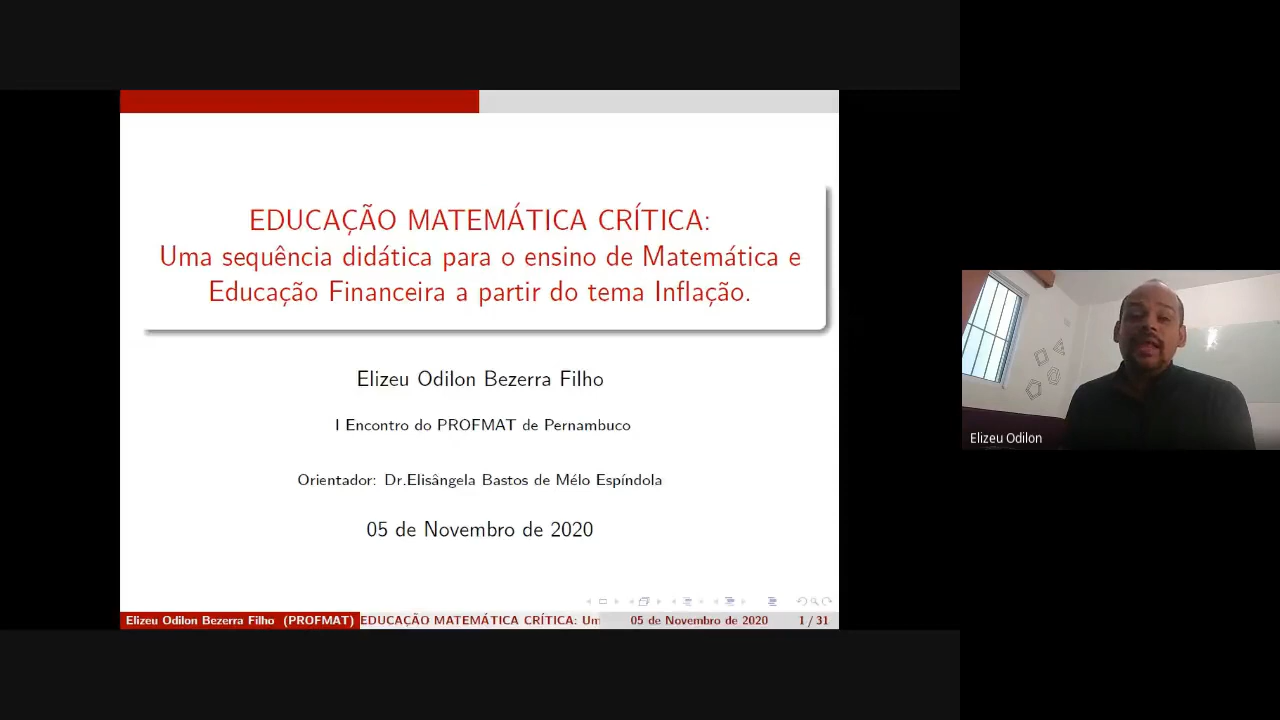 EDUCAÇÃO MATEMÁTICA CRÍTICA:
Uma sequência didática para o ensino de Matemática e
Educação Financeira a partir do tema Inflação.
Elizeu Odilon Bezerra Filho
I Encontro do PROFMAT de Pernambuco
Orientador: Dr.Elisângela Bastos de Mélo Espíndola
05 de Novembro de 2020
Elizeu Odilon Bezerra Filho (PROFMAT) EDUCAÇÃO MATEMÁTICA CRÍTICA: Um 05 de Novembro de 2020 1 / 31
Elizeu Odilon